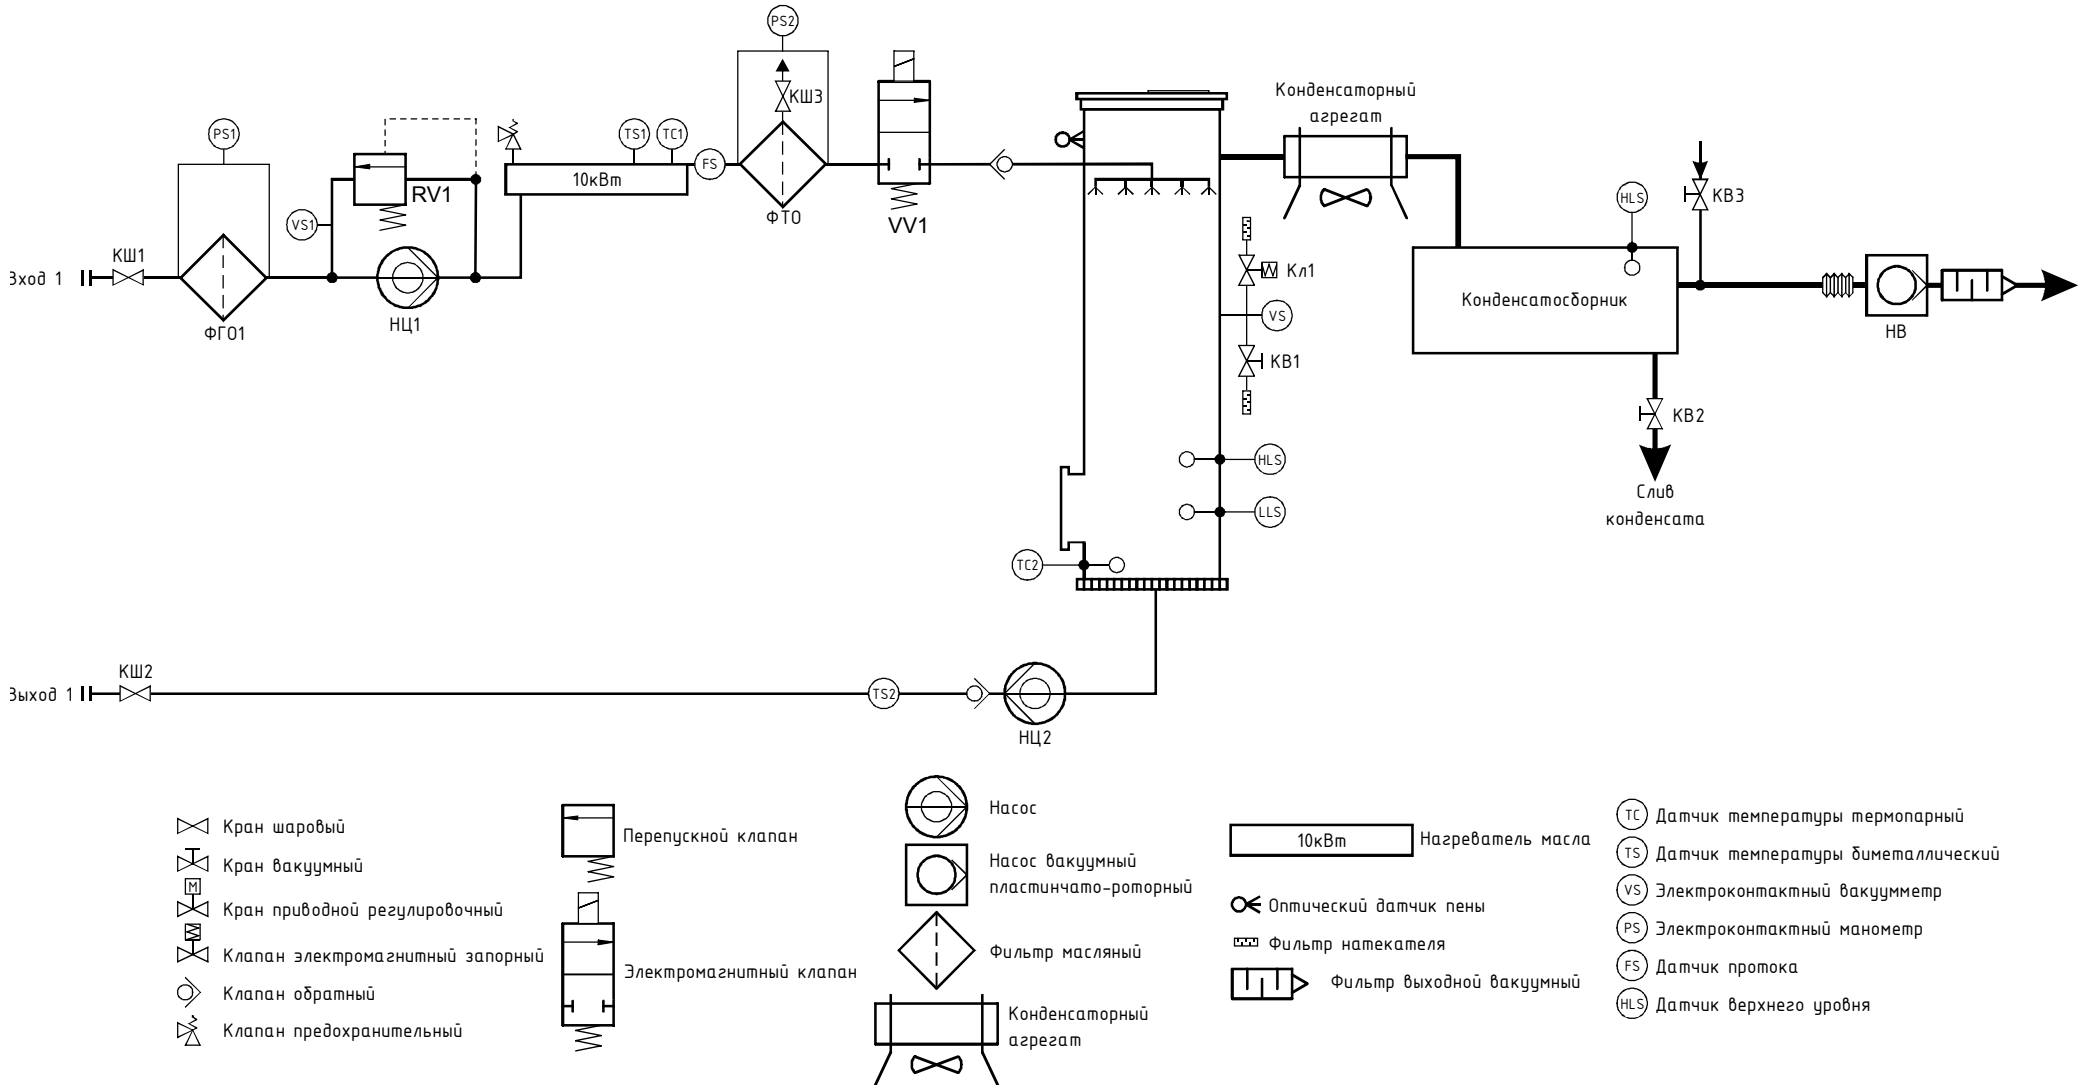 PS2
КШ3
PS1
RV1
VS1
TS1
TC1
FS
10кВт
ФТО
VV1
Конденсаторный
агрегат
HLS
КВ3
КШ1
Вход 1
ФГО1
НЦ1
Кл1
VS
КВ1
Конденсатосборник
НВ
КВ2
HLS
LLS
Слив
конденсата
TC2
КШ2
Выход 1
TS2
НЦ2
Кран шаровый
Кран вакуумный
M
Кран приводной регулировочный
Клапан электромагнитный запорный
Клапан обратный
Клапан предохранительный
Перепускной клапан
Электромагнитный клапан
Насос
Насос вакуумный
пластинчато-роторный
Фильтр масляный
Конденсаторный
агрегат
10кВт
Нагреватель масла
Оптический датчик пены
Фильтр натекателя
Фильтр выходной вакуумный
TC Датчик температуры термопарный
TS Датчик температуры биметаллический
VS Электроконтактный вакуумметр
PS Электроконтактный манометр
FS Датчик протока
HLS Датчик верхнего уровня